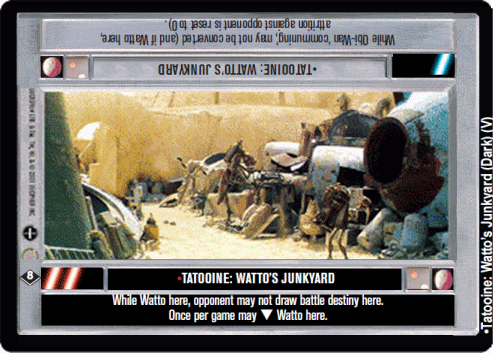 While Obi-Wan 'communing,' may not be converted (and if Watto here,
attrition against opponent is reset to 0).
•TATOOINE: WATTO'S JUNKYARD
8
•TATOOINE: WATTO'S JUNKYARD
While Watto here, opponent may not draw battle destiny here.
Once per game may ▼ Watto here.
•Tatooine: Watto's Junkyard (Dark) (V)